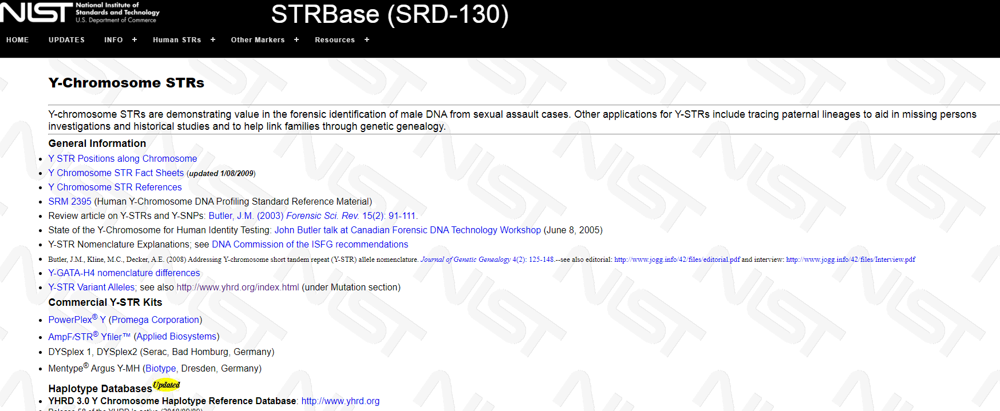 NIST National Institute of
Standards and Technology
U.S. Department of Commerce
STRBase (SRD-130)
HOME UPDATES INFO + Human STRs + Other Markers + Resources +
Y-Chromosome STRs
Y-chromosome STRs are demonstrating value in the forensic identification of male DNA from sexual assault cases. Other applications for Y-STRs include tracing paternal lineages to aid in missing persons
investigations and historical studies and to help link families through genetic genealogy.
General Information
• Y STR Positions along Chromosome
• Y Chromosome STR Fact Sheets (updated 1/08/2009)
• Y Chromosome STR References
• SRM 2395 (Human Y-Chromosome DNA Profiling Standard Reference Material)
• Review article on Y-STRs and Y-SNPs: Butler, J.M. (2003) Forensic Sci. Rev. 15(2): 91-111.
• State of the Y-Chromosome for Human Identity Testing: John Butler talk at Canadian Forensic DNA Technology Workshop (June 8, 2005)
• Y-STR Nomenclature Explanations; see DNA Commission of the ISFG recommendations
• Butler, J.M., Kline, M.C., Decker, A.E. (2008) Addressing Y-chromosome short tandem repeat (Y-STR) allele nomenclature. Journal of Genetic Genealogy 4(2): 125-148.--see also editorial: http://www.jogg.info/42/files/editorial.pdf and interview: http://www.jogg.info/42/files/Interview.pdf
• Y-GATA-H4 nomenclature differences
• Y-STR Variant Alleles; see also http://www.yhrd.org/index.html (under Mutation section)
Commercial Y-STR Kits
• PowerPlex® Y (Promega Corporation)
• AmpFℓSTR® Yfiler™ (Applied Biosystems)
• DYSplex 1, DYSplex2 (Serac, Bad Homburg, Germany)
• Mentype® Argus Y-MH (Biotype, Dresden, Germany)
Haplotype Databases Updated
• YHRD 3.0 Y Chromosome Haplotype Reference Database: http://www.yhrd.org
• Release 58 of the YHRD is active (2018/09/09)